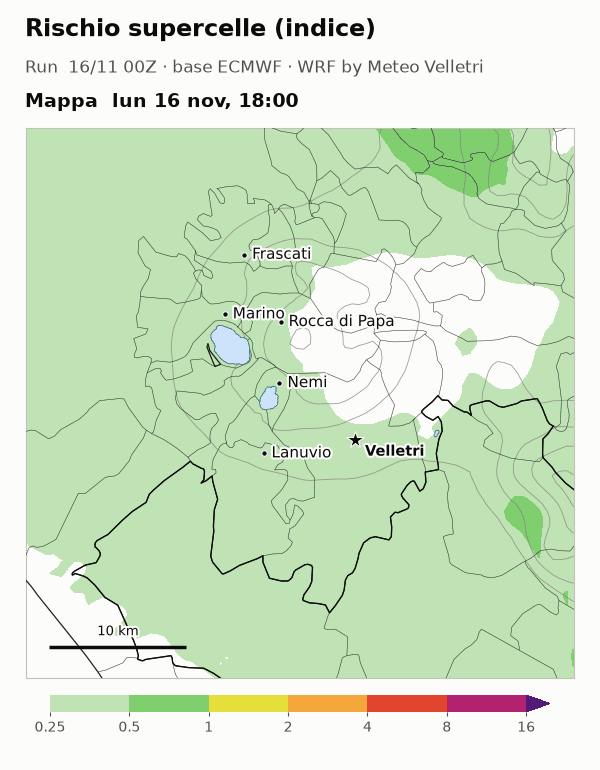 Rischio supercelle (indice)
Run  16/11 00Z · base ECMWF · WRF by Meteo Velletri
Mappa  lun 16 nov, 18:00
Frascati
Marino
Rocca di Papa
Nemi
Velletri
Lanuvio
10 km
0.25 0.5 1 2 4 8 16